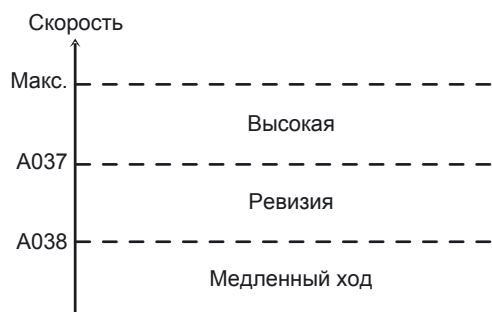 Скорость
Макс.
Высокая
A037
Ревизия
A038
Медленный ход